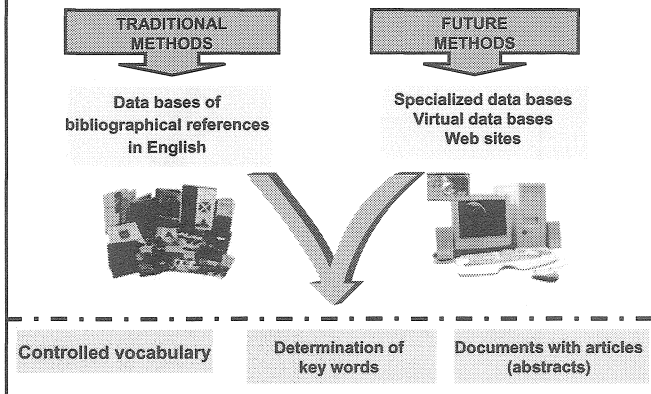 TRADITIONAL
METHODS
FUTURE
METHODS
Data bases of
bibliographical references
in English
Specialized data bases
Virtual data bases
Web sites
Controlled vocabulary
Determination of
key words
Documents with articles
(abstracts)